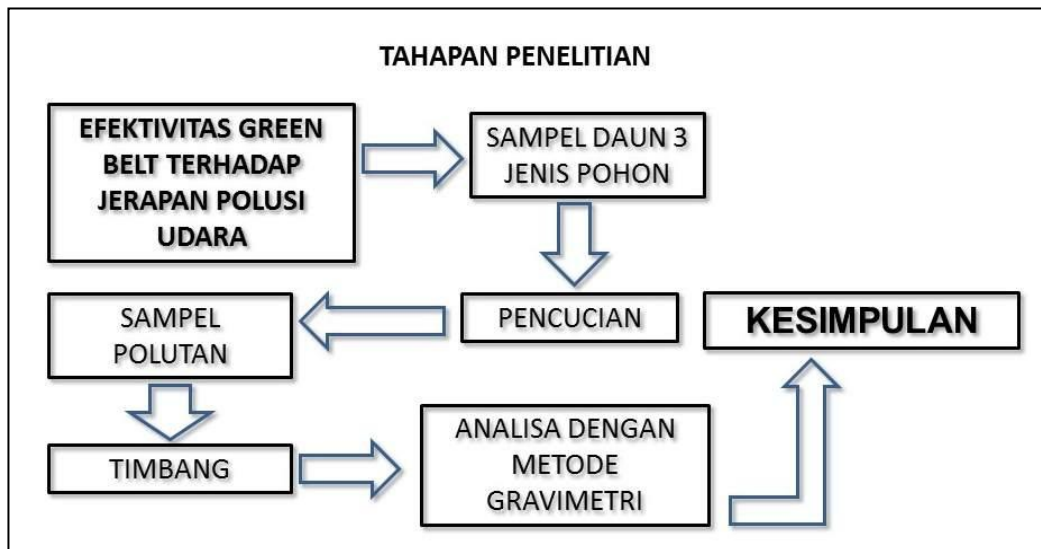 TAHAPAN PENELITIAN
EFEKTIVITAS GREEN
BELT TERHADAP
JERAPAN POLUSI
UDARA
SAMPEL DAUN 3
JENIS POHON
PENCUCIAN
SAMPEL
POLUTAN
TIMBANG
ANALISA DENGAN
METODE
GRAVIMETRI
KESIMPULAN